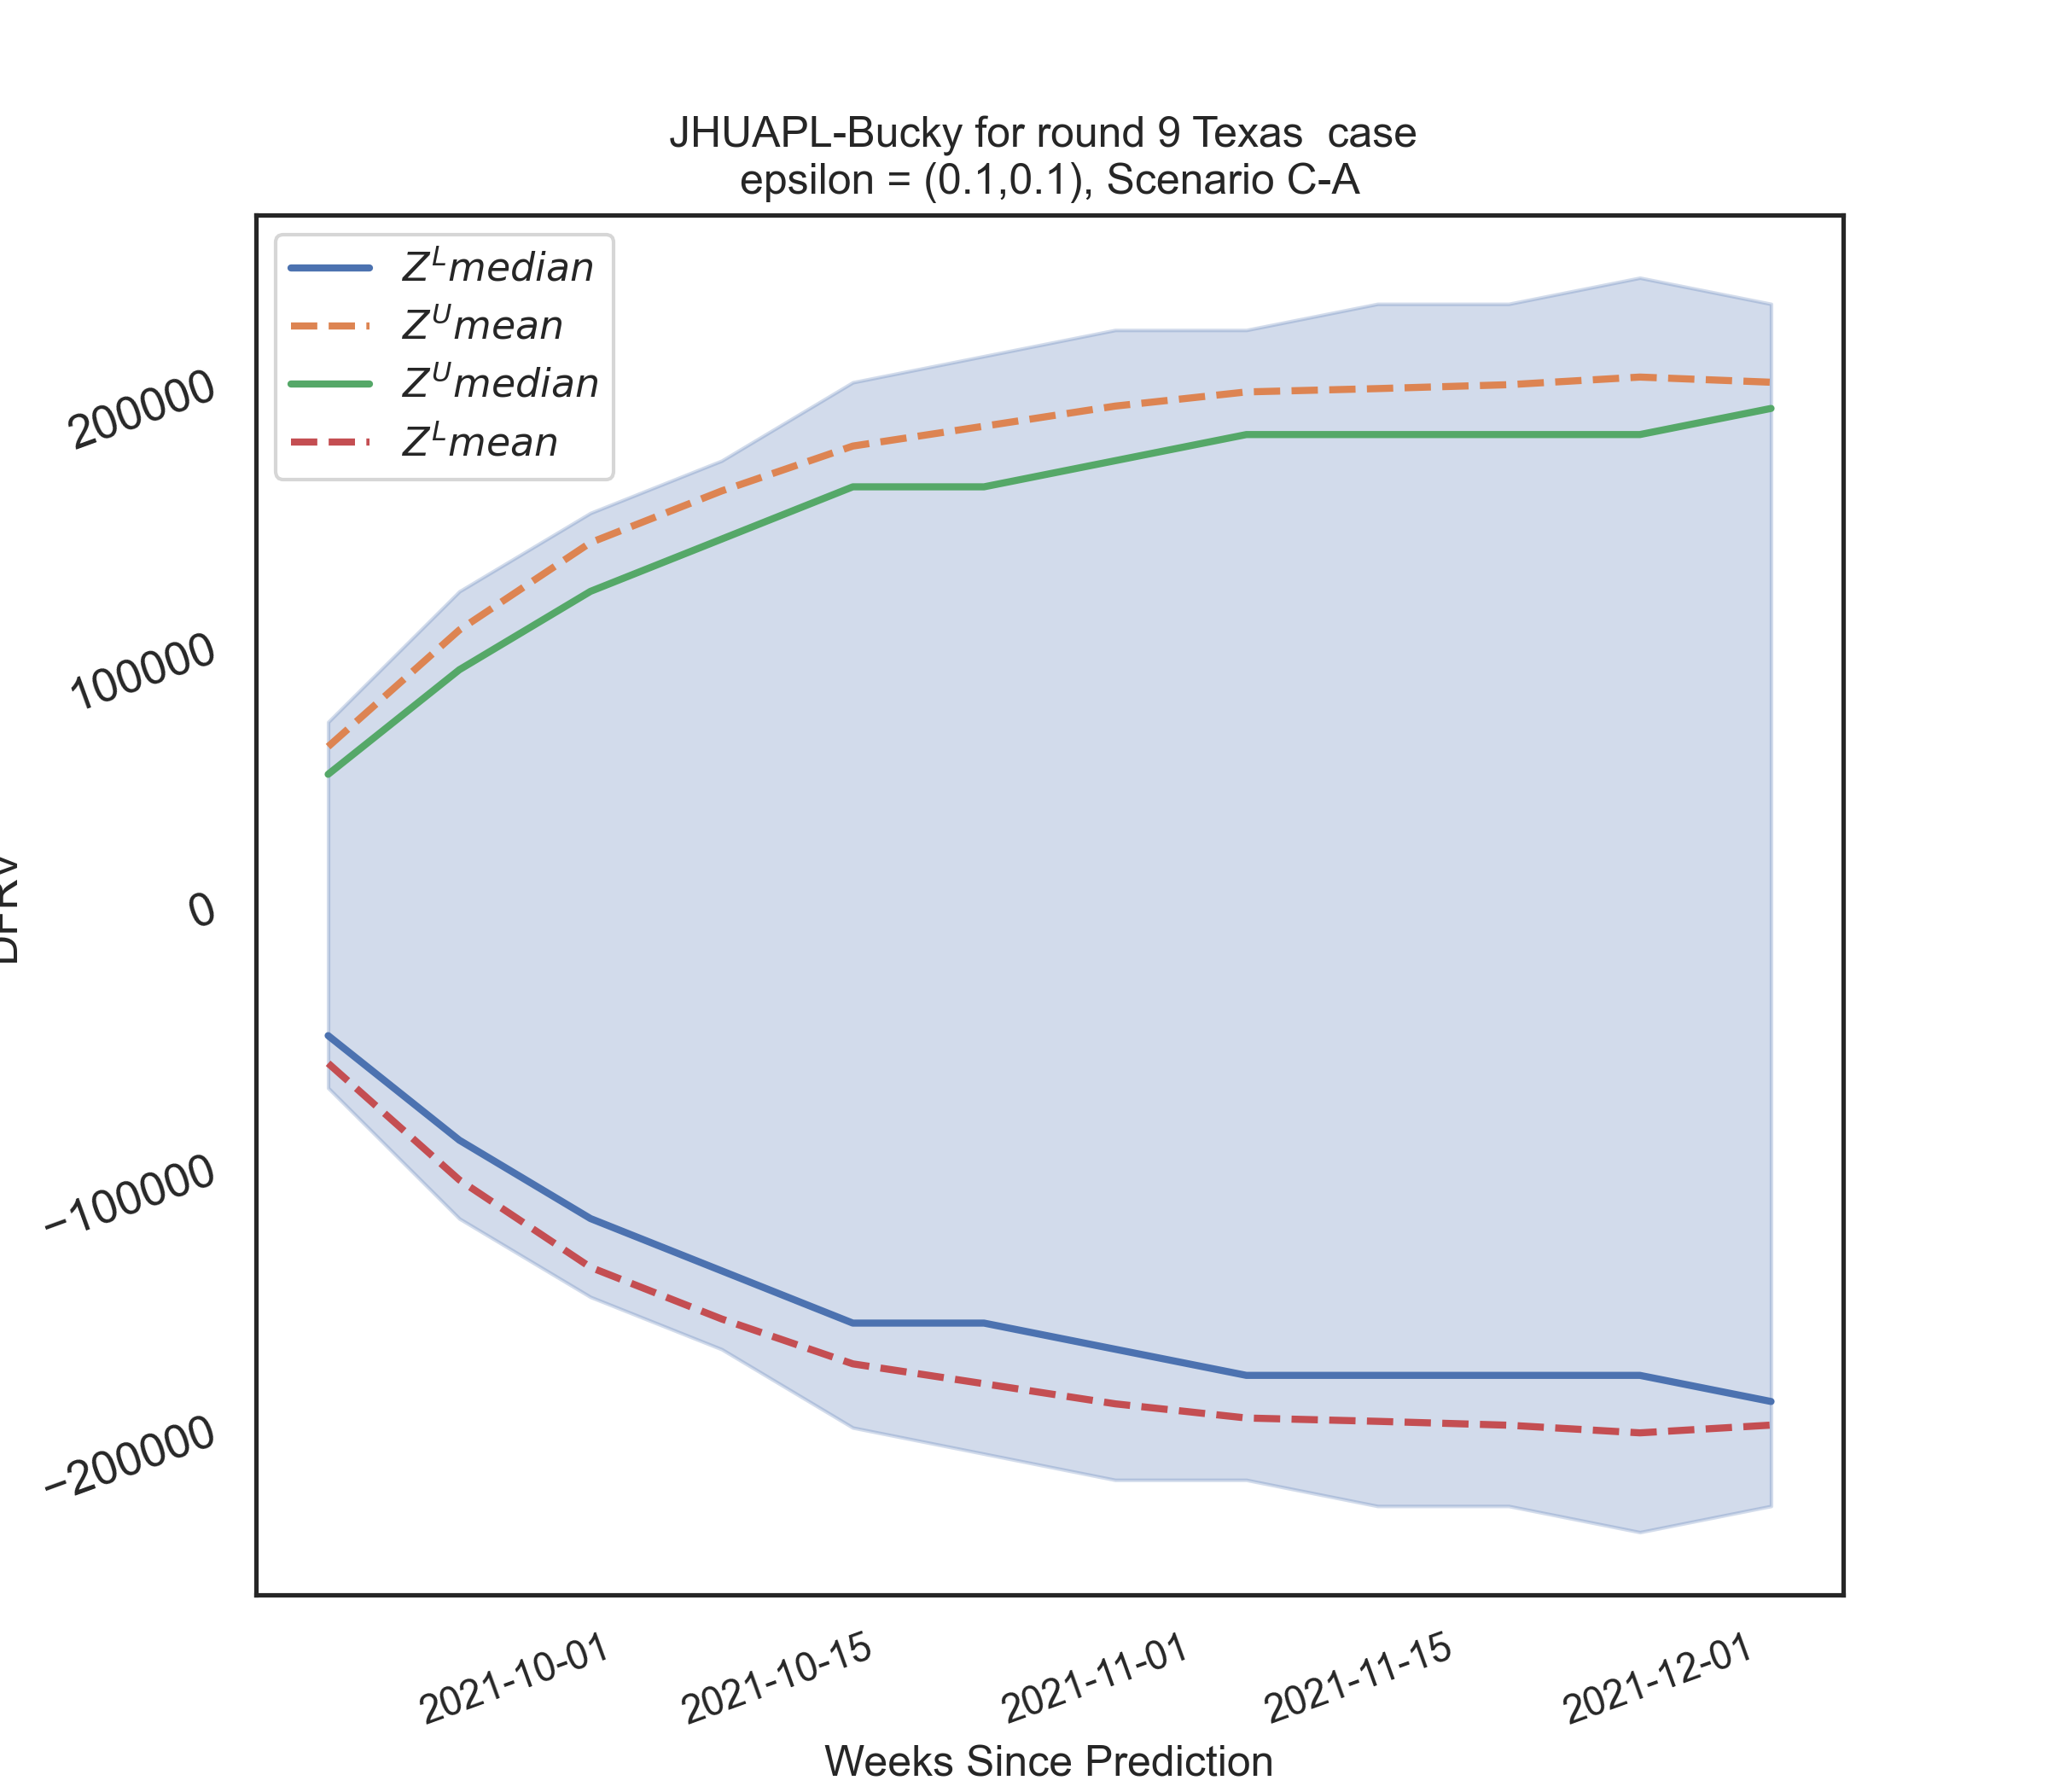 JHUAPL-Bucky for round 9 Texas  case
epsilon = (0.1,0.1), Scenario C-A
Z^L median
Z^U mean
Z^U median
Z^L mean
200000
100000
0
−100000
−200000
2021-10-01
2021-10-15
2021-11-01
2021-11-15
2021-12-01
Weeks Since Prediction